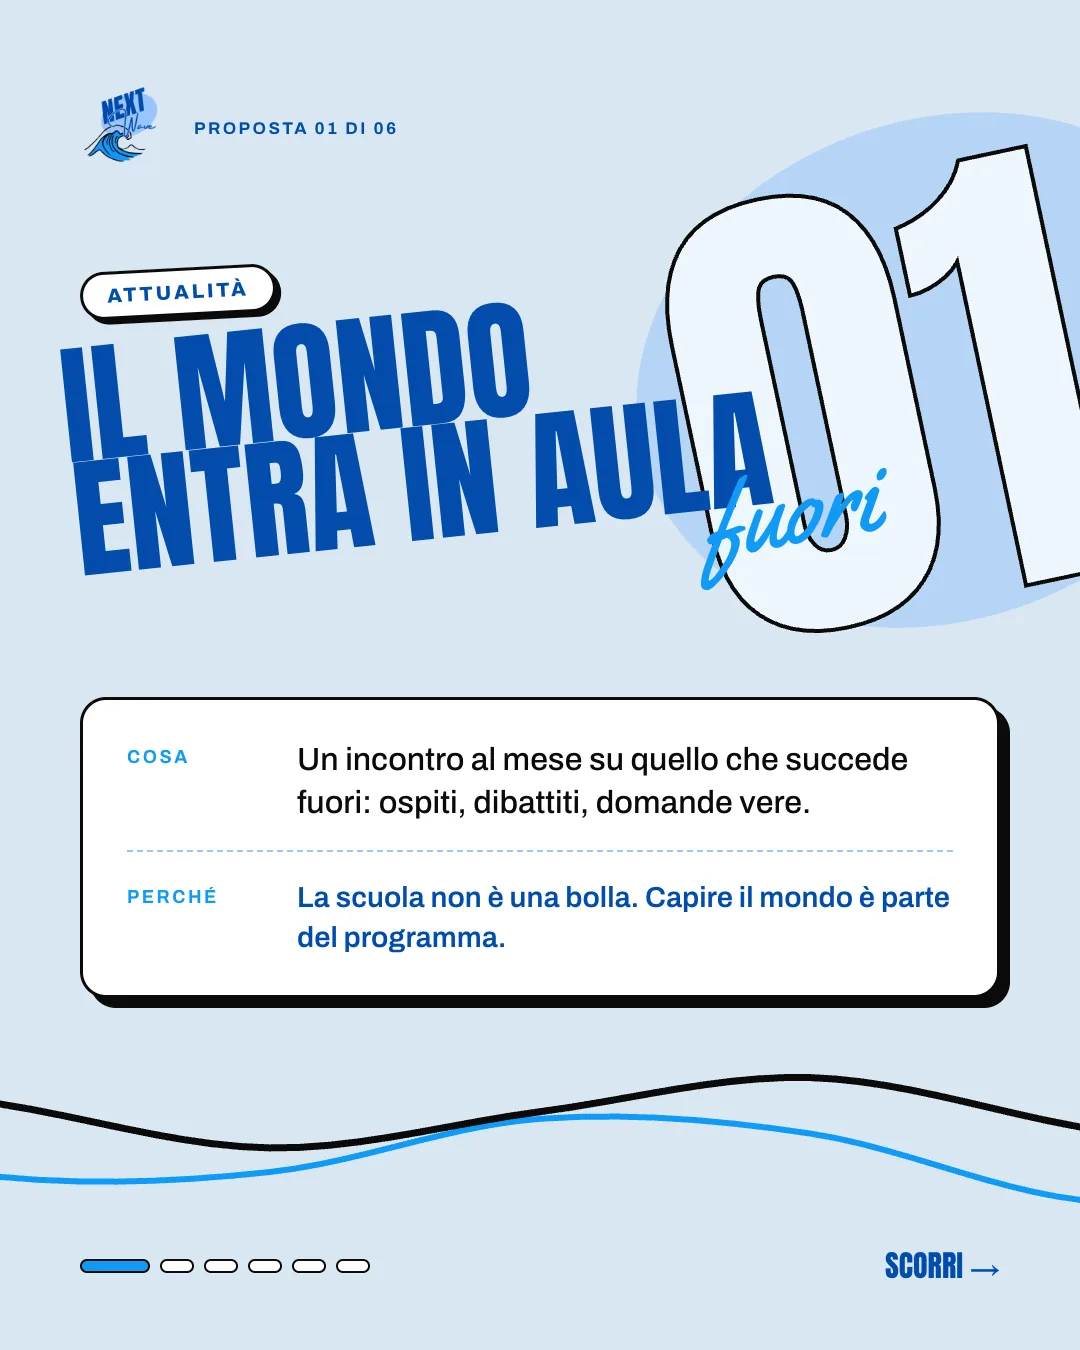 NEXT
Wave
PROPOSTA 01 DI 06
01
ATTUALITÀ
IL MONDO
ENTRA IN AULA
fuori
COSA
Un incontro al mese su quello che succede
fuori: ospiti, dibattiti, domande vere.
PERCHÉ
La scuola non è una bolla. Capire il mondo è parte
del programma.
SCORRI →